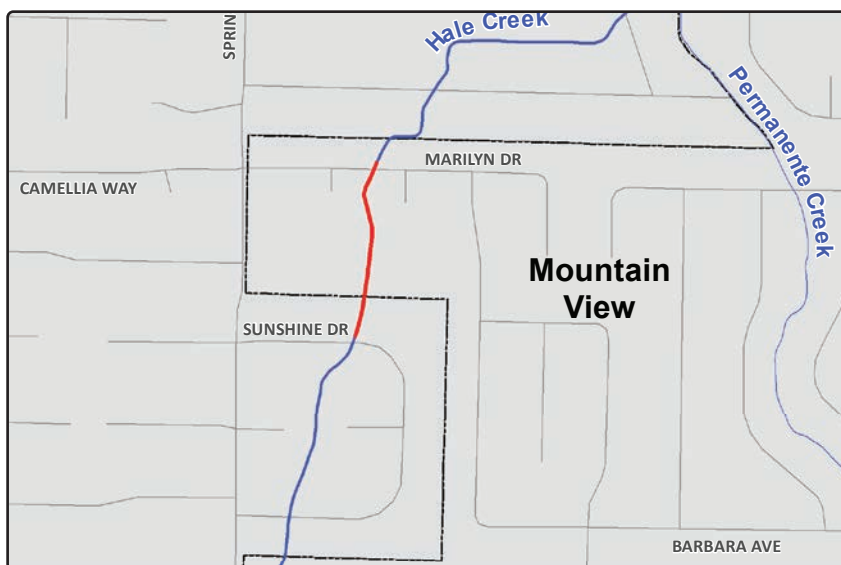 SPRIN
Hale Creek
Permanente Creek
MARILYN DR
CAMELLIA WAY
Mountain
View
SUNSHINE DR
BARBARA AVE